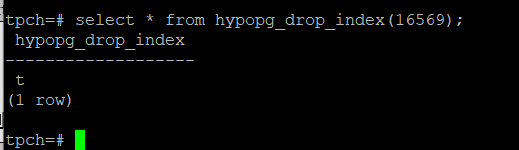 tpch=# select * from hypopg_drop_index(16569);
 hypopg_drop_index
-------------------
 t
(1 row)
tpch=#